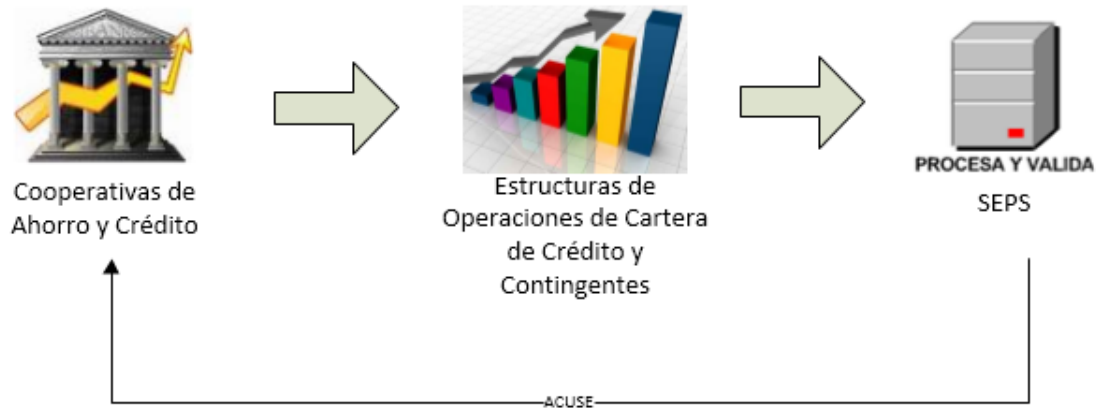 Cooperativas de
Ahorro y Crédito
Estructuras de
Operaciones de Cartera
de Crédito y
Contingentes
PROCESA Y VALIDA
SEPS
ACUSE